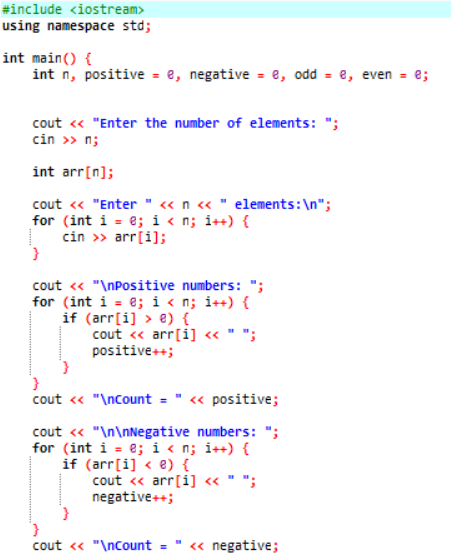 #include <iostream>
using namespace std;
int main() {
int n, positive = 0, negative = 0, odd = 0, even = 0;
cout << "Enter the number of elements: ";
cin >> n;
int arr[n];
cout << "Enter " << n << " elements:\n";
for (int i = 0; i < n; i++) {
cin >> arr[i];
}
cout << "\nPositive numbers: ";
for (int i = 0; i < n; i++) {
if (arr[i] > 0) {
cout << arr[i] << " ";
positive++;
}
}
cout << "\nCount = " << positive;
cout << "\n\nNegative numbers: ";
for (int i = 0; i < n; i++) {
if (arr[i] < 0) {
cout << arr[i] << " ";
negative++;
}
}
cout << "\nCount = " << negative;